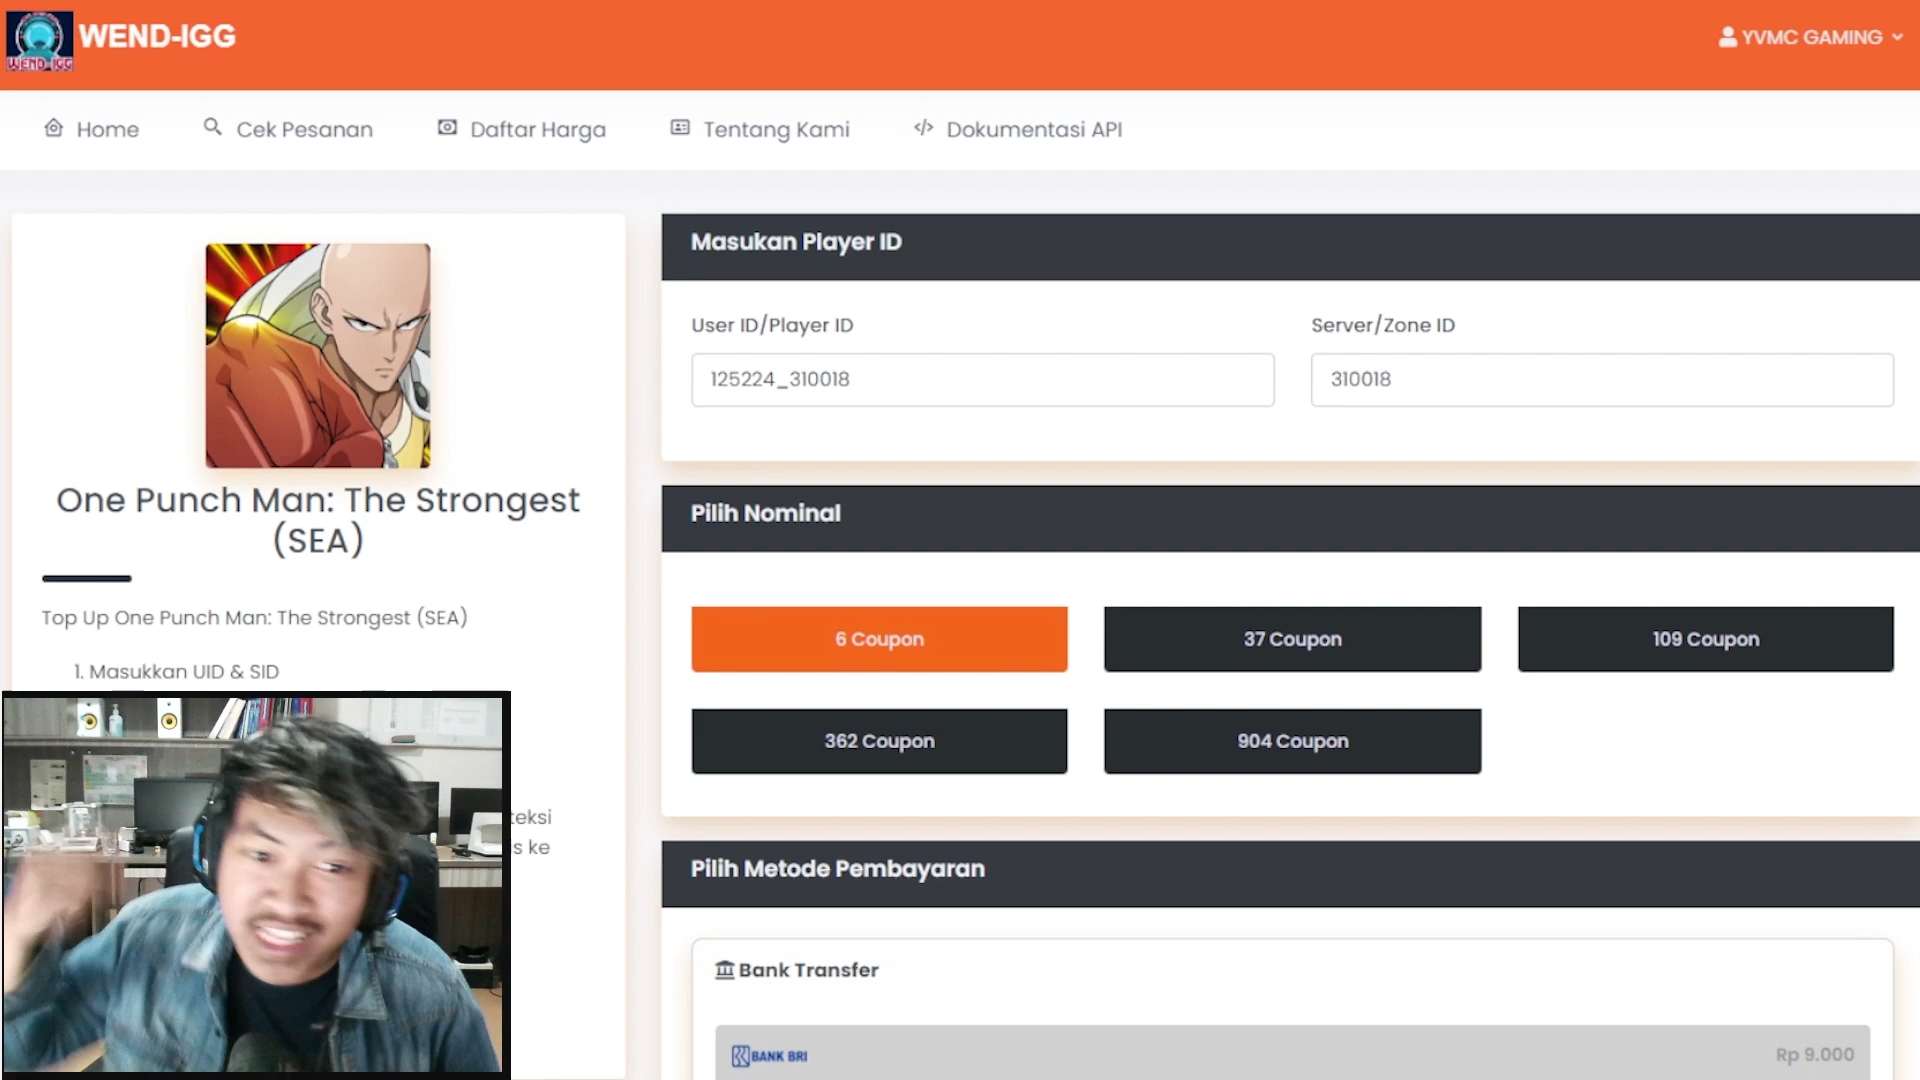 WEND-IGG
WEND-IGG
YVMC GAMING
Home
Cek Pesanan
Daftar Harga
Tentang Kami
Dokumentasi API
One Punch Man: The Strongest
(SEA)
Top Up One Punch Man: The Strongest (SEA)
1. Masukkan UID & SID
teksi
s ke
Masukan Player ID
User ID/Player ID
Server/Zone ID
125224_310018
310018
Pilih Nominal
6 Coupon
37 Coupon
109 Coupon
362 Coupon
904 Coupon
Pilih Metode Pembayaran
Bank Transfer
BANK BRI
Rp 9.000